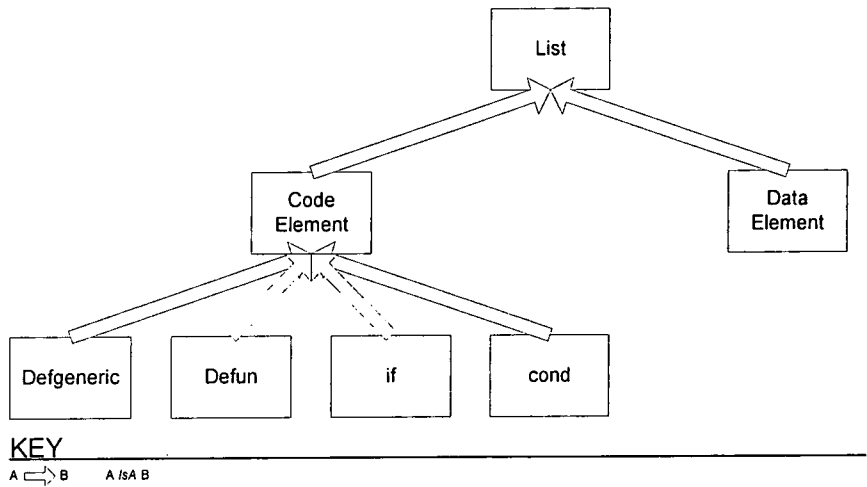 List
Code
Element
Data
Element
Defgeneric
Defun
if
cond
KEY
A B A IsA B